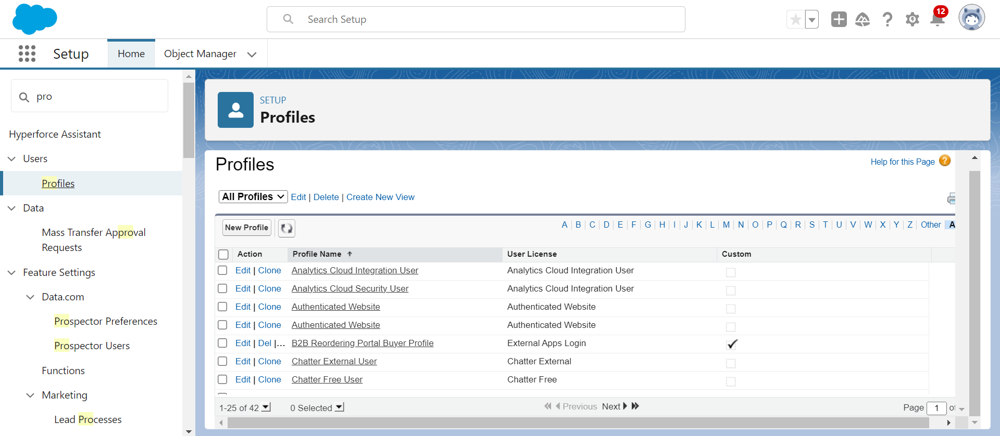 Search Setup
12
Setup
Home
Object Manager
pro
Hyperforce Assistant
Users
Profiles
Data
Mass Transfer Approval
Requests
Feature Settings
Data.com
Prospector Preferences
Prospector Users
Functions
Marketing
Lead Processes
SETUP
Profiles
Profiles
Help for this Page ?
All Profiles Edit | Delete | Create New View
New Profile
A | B | C | D | E | F | G | H | I | J | K | L | M | N | O | P | Q | R | S | T | U | V | W | X | Y | Z | Other | A
Action Profile Name User License Custom
Edit | Clone Analytics Cloud Integration User Analytics Cloud Integration User
Edit | Clone Analytics Cloud Security User Analytics Cloud Integration User
Edit | Clone Authenticated Website Authenticated Website
Edit | Clone Authenticated Website Authenticated Website
Edit | Del |... B2B Reordering Portal Buyer Profile External Apps Login
Edit | Clone Chatter External User Chatter External
Edit | Clone Chatter Free User Chatter Free
1-25 of 42 0 Selected Previous Next Page 1 of